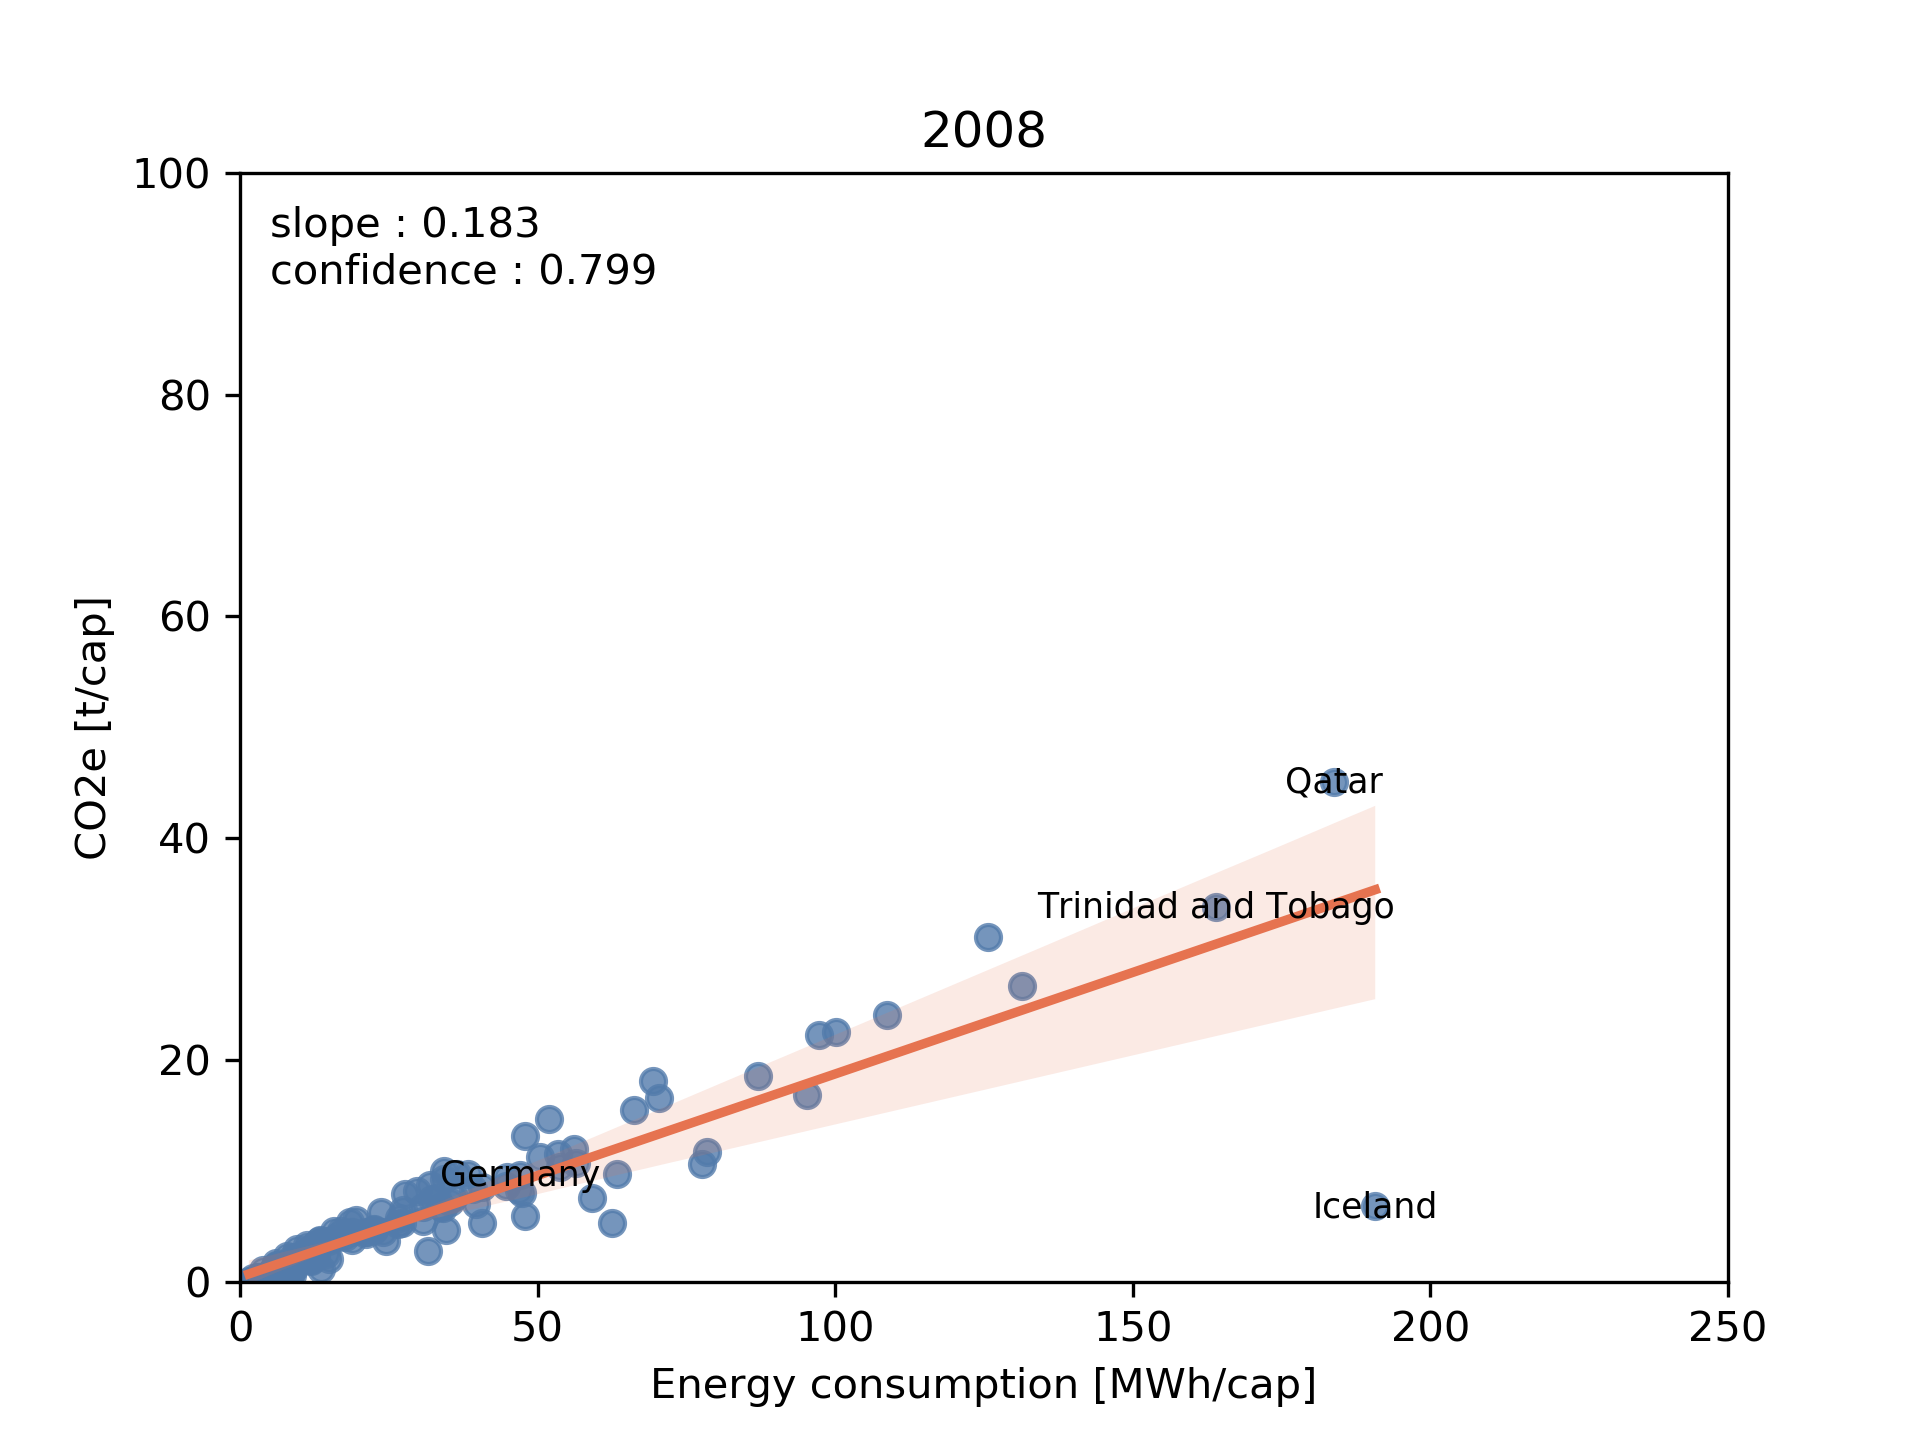 2008
slope : 0.183
confidence : 0.799
100
80
60
40
20
0
CO2e [t/cap]
Qatar
Trinidad and Tobago
Germany
Iceland
0 50 100 150 200 250
Energy consumption [MWh/cap]